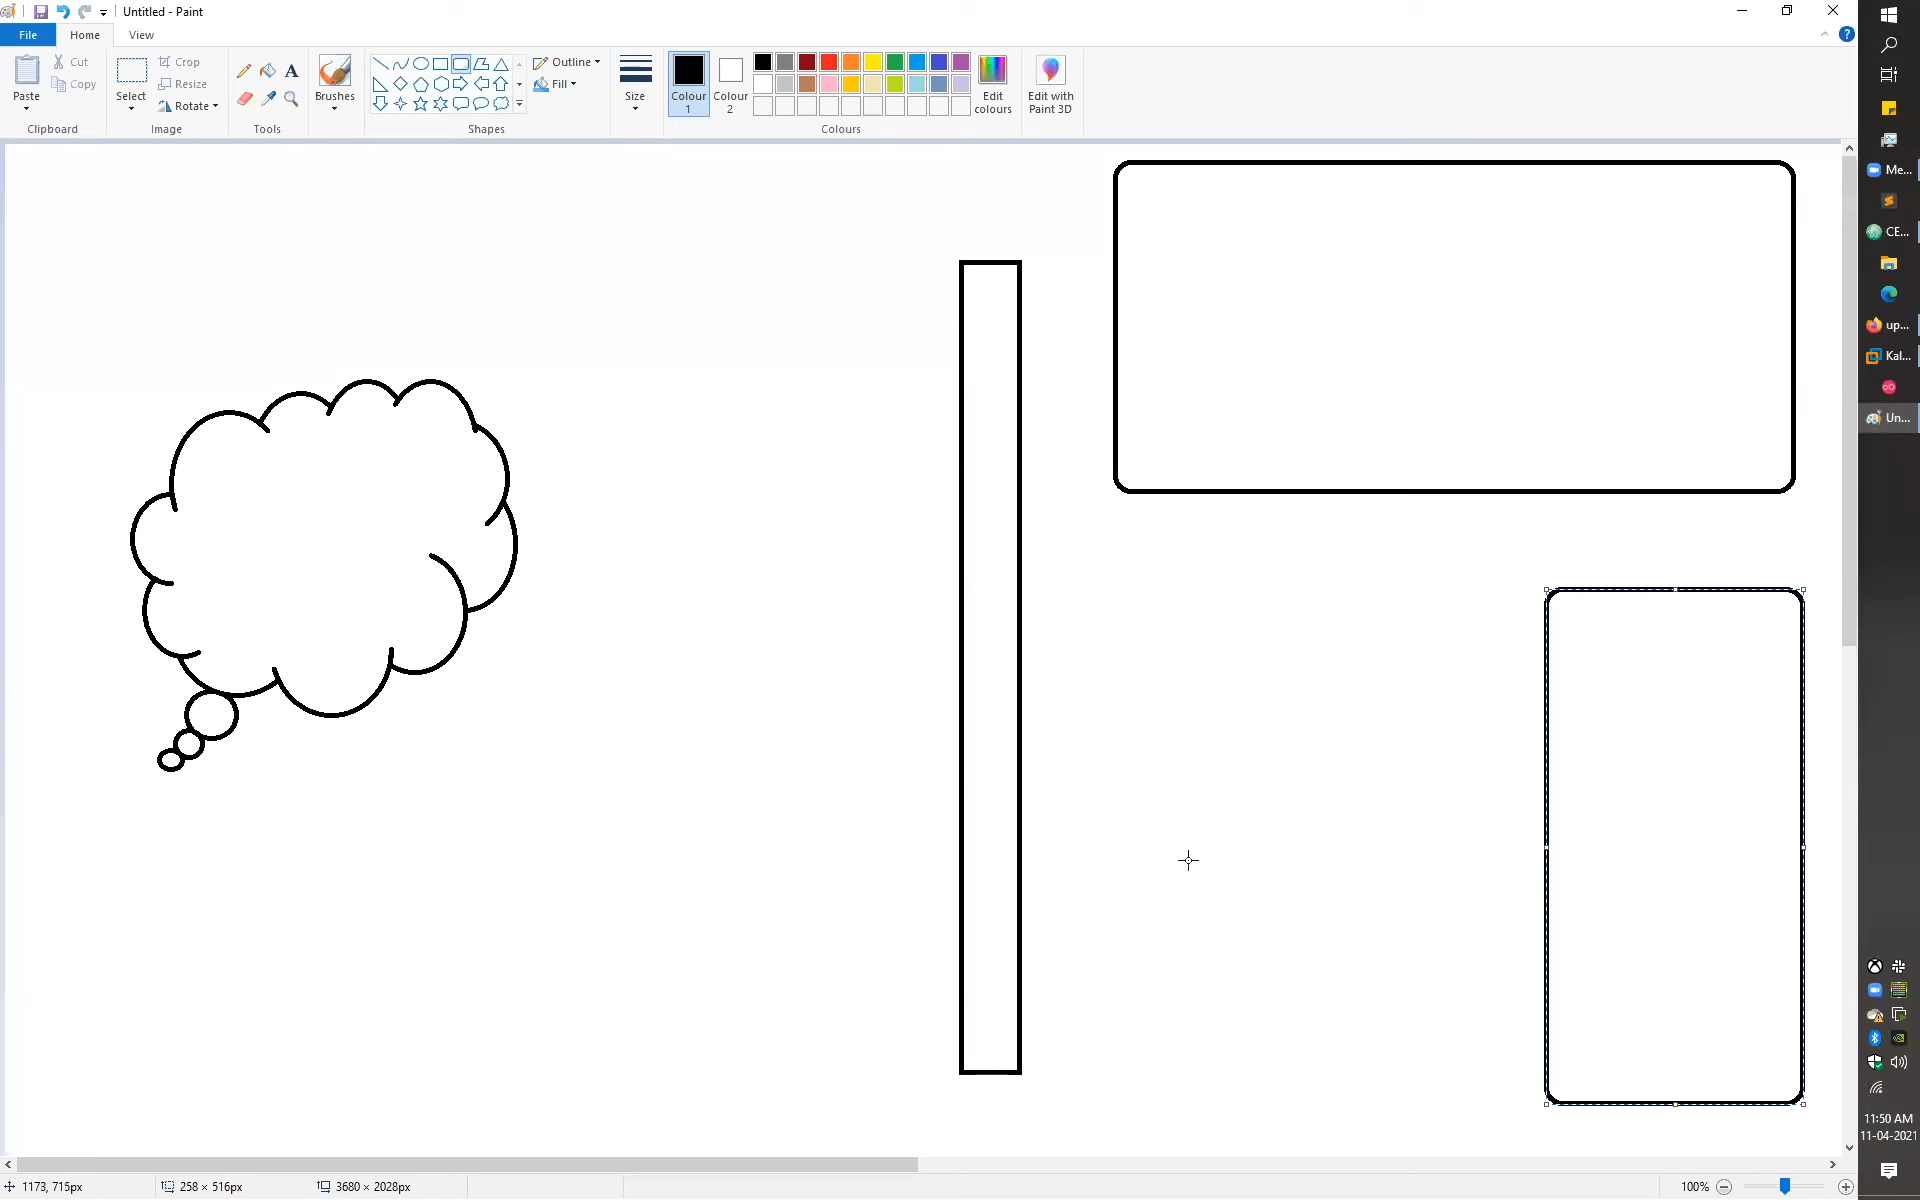 Untitled - Paint
File Home View
Paste
Cut
Copy
Clipboard
Select
Crop
Resize
Rotate
Image
A
Tools
Brushes
Shapes
Outline
Fill
Size
Colour 1
Colour 2
Edit colours
Colours
Edit with Paint 3D
?
Me...
CE...
up...
Kal...
Un...
11:50 AM
11-04-2021
1173, 715px
258 × 516px
3680 × 2028px
100%